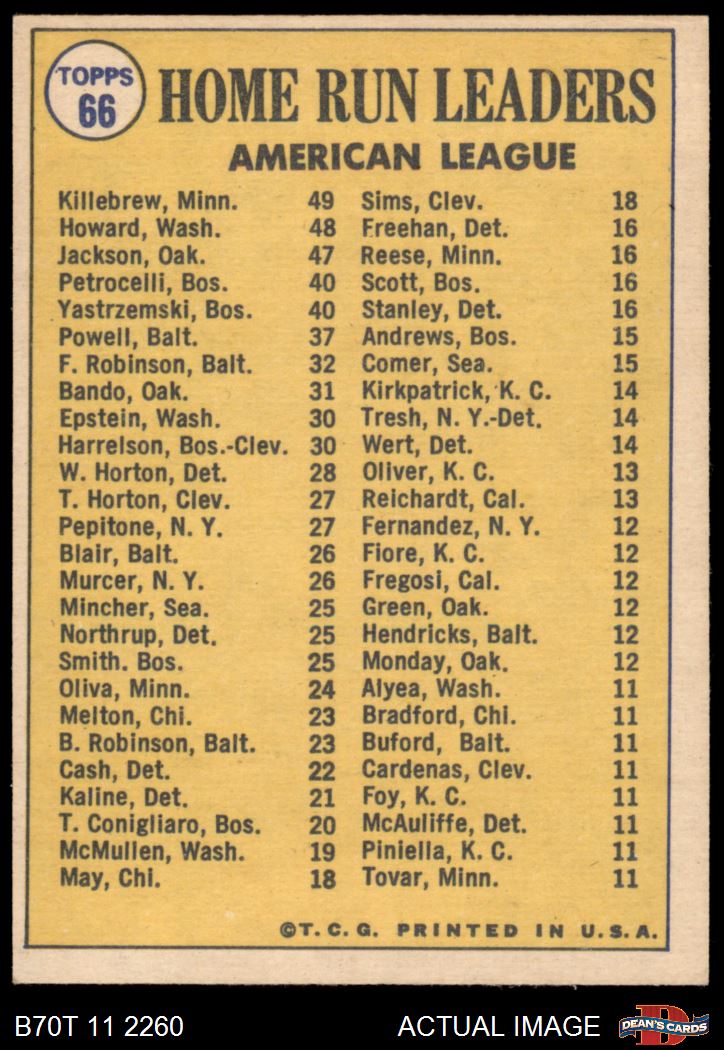 TOPPS
66
HOME RUN LEADERS
AMERICAN LEAGUE
Killebrew, Minn. 49
Howard, Wash. 48
Jackson, Oak. 47
Petrocelli, Bos. 40
Yastrzemski, Bos. 40
Powell, Balt. 37
F. Robinson, Balt. 32
Bando, Oak. 31
Epstein, Wash. 30
Harrelson, Bos.-Clev. 30
W. Horton, Det. 28
T. Horton, Clev. 27
Pepitone, N. Y. 27
Blair, Balt. 26
Murcer, N. Y. 26
Mincher, Sea. 25
Northrup, Det. 25
Smith. Bos. 25
Oliva, Minn. 24
Melton, Chi. 23
B. Robinson, Balt. 23
Cash, Det. 22
Kaline, Det. 21
T. Conigliaro, Bos. 20
McMullen, Wash. 19
May, Chi. 18
Sims, Clev. 18
Freehan, Det. 16
Reese, Minn. 16
Scott, Bos. 16
Stanley, Det. 16
Andrews, Bos. 15
Comer, Sea. 15
Kirkpatrick, K. C. 14
Tresh, N. Y.-Det. 14
Wert, Det. 14
Oliver, K. C. 13
Reichardt, Cal. 13
Fernandez, N. Y. 12
Fiore, K. C. 12
Fregosi, Cal. 12
Green, Oak. 12
Hendricks, Balt. 12
Monday, Oak. 12
Alyea, Wash. 11
Bradford, Chi. 11
Buford, Balt. 11
Cardenas, Clev. 11
Foy, K. C. 11
McAuliffe, Det. 11
Piniella, K. C. 11
Tovar, Minn. 11
©T. C. G. PRINTED IN U. S. A.
B70T 11 2260 ACTUAL IMAGE
D
DEAN'S CARDS